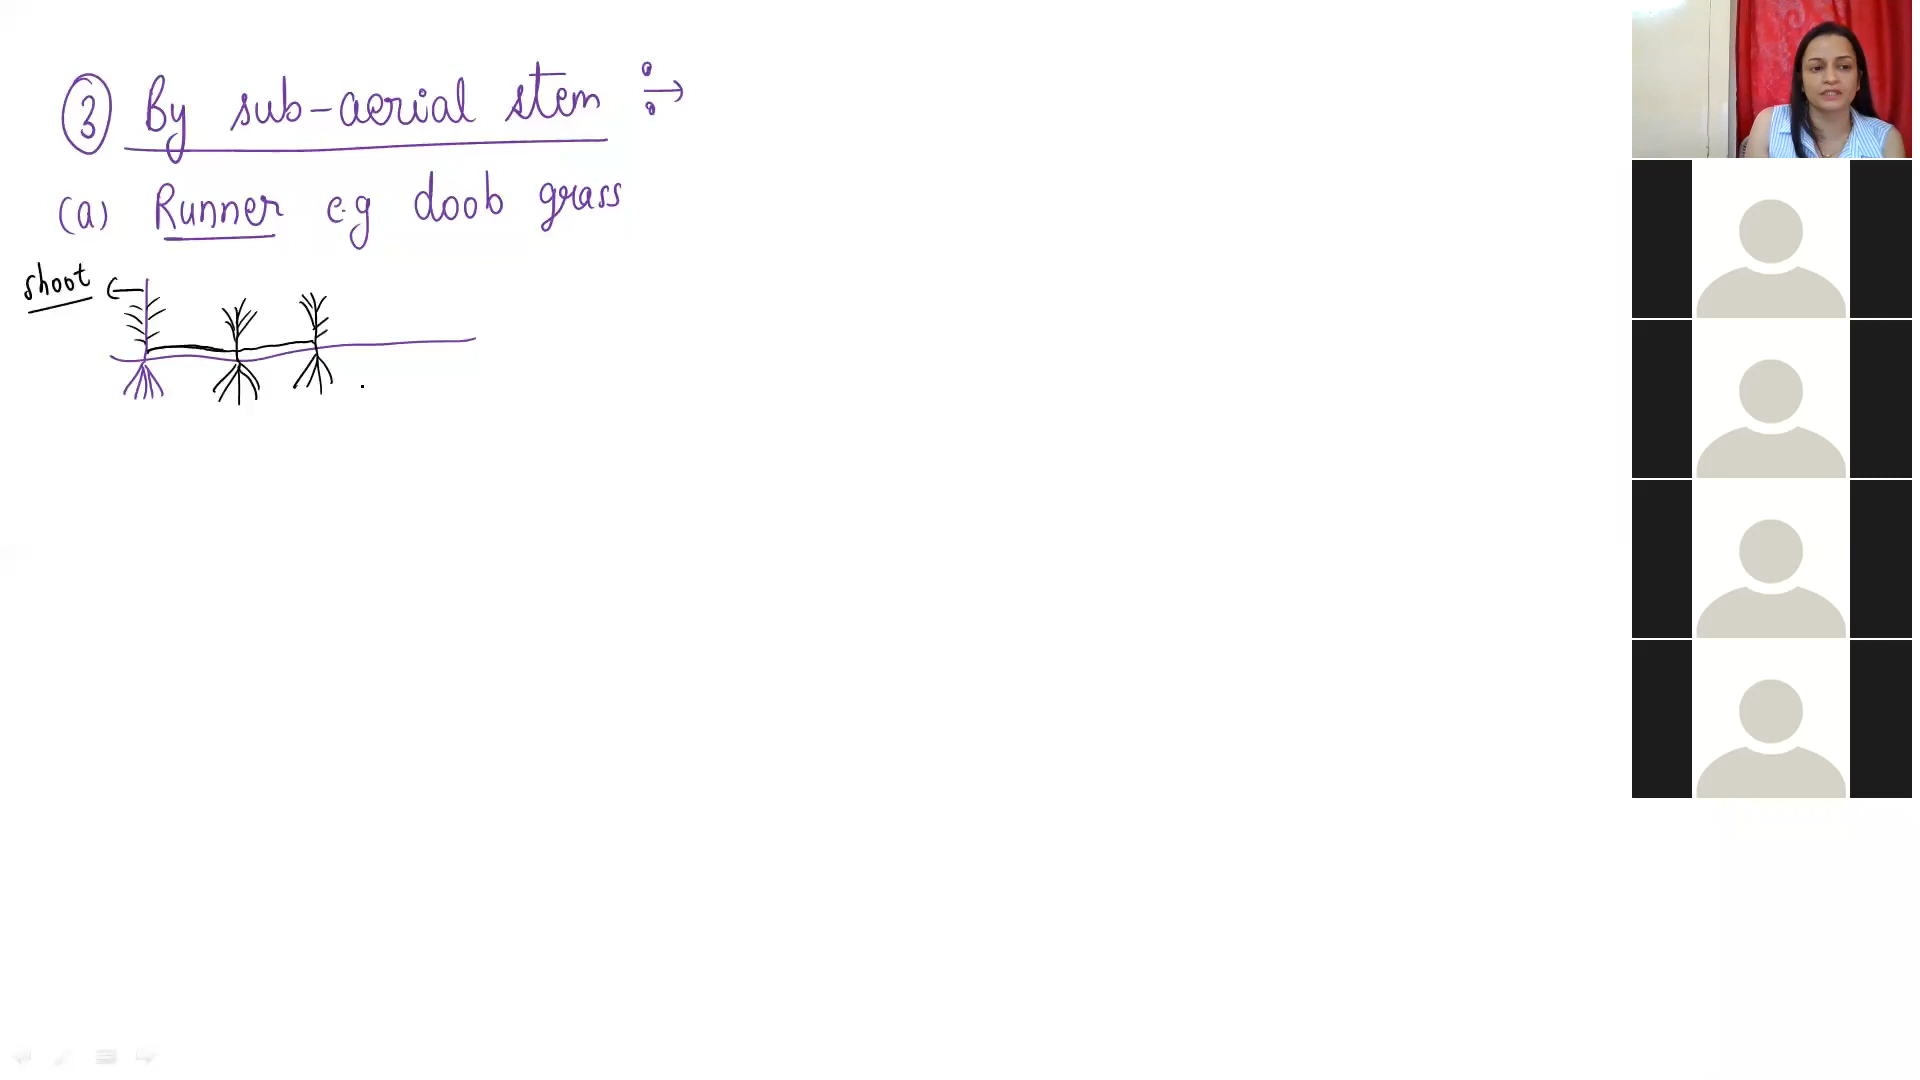 ③ By sub-aerial stem ÷→
(a) Runner e.g doob grass
shoot